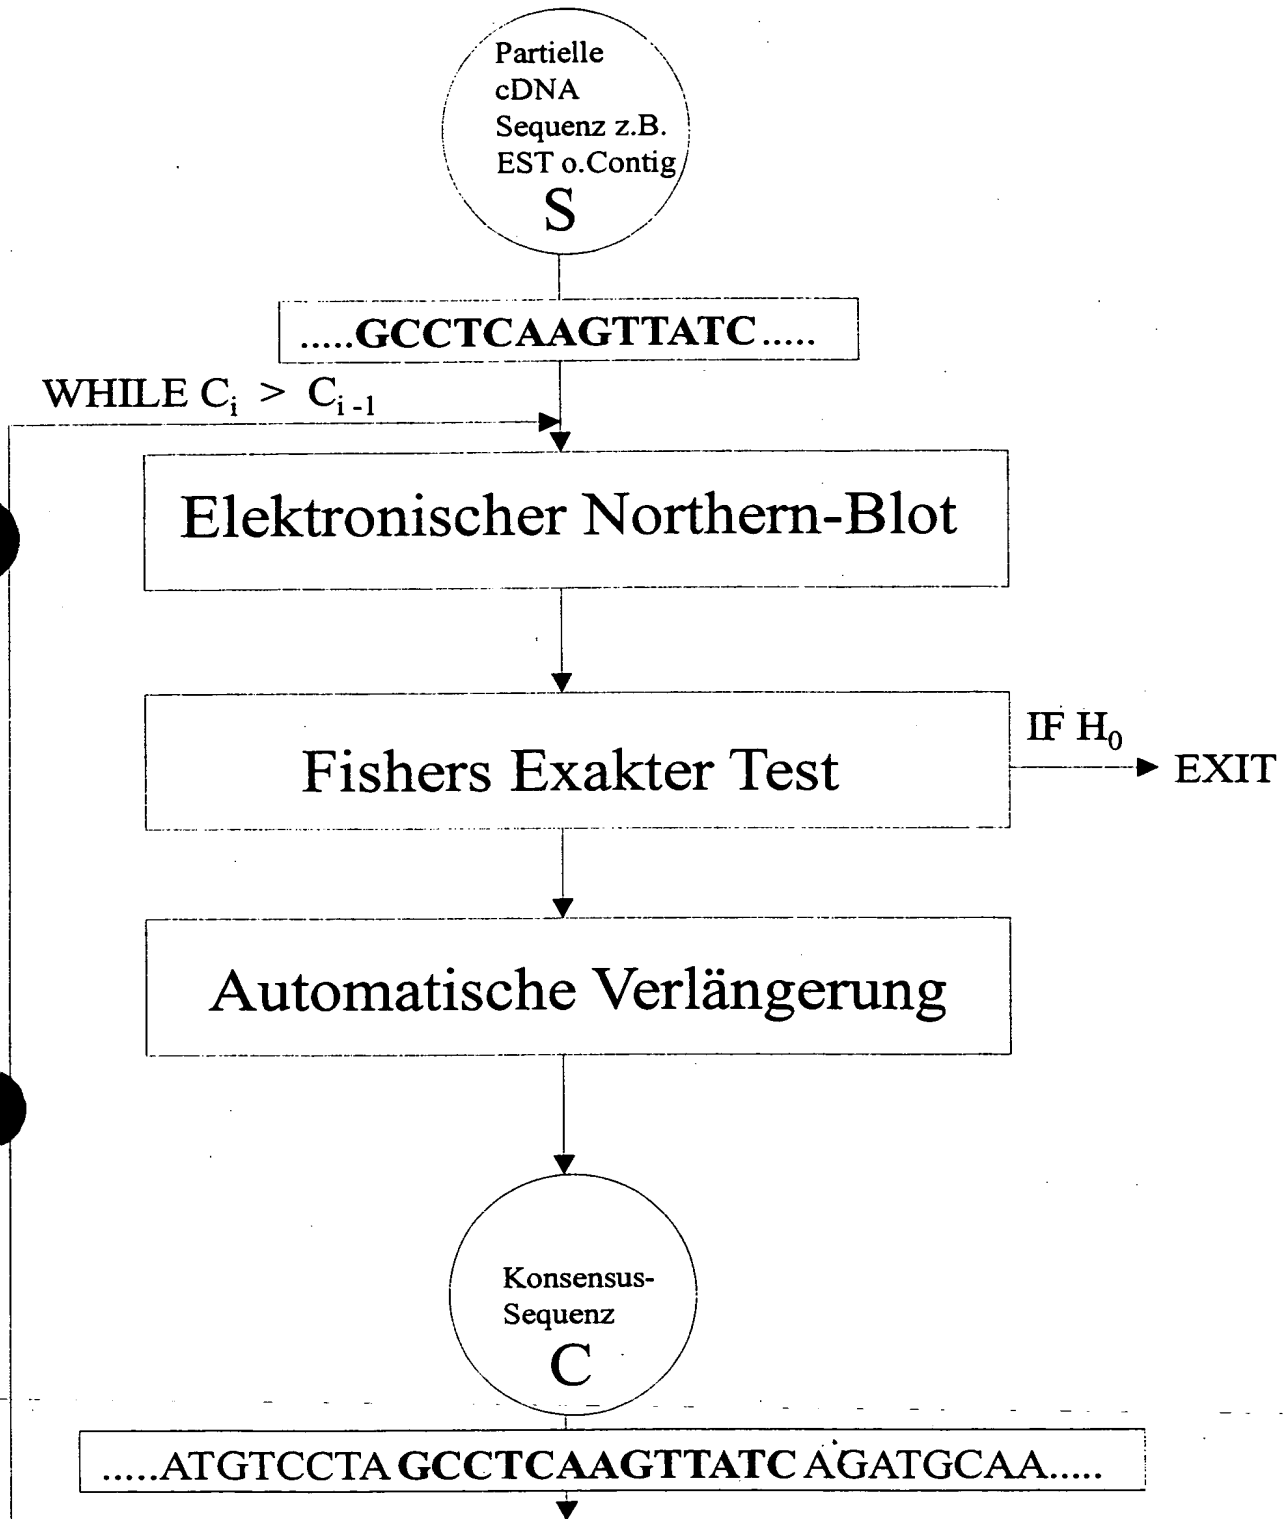 Partielle
cDNA
Sequenz z.B.
EST o.Contig
S
.....GCCTCAAGTTATC.....
WHILE Ci > Ci-1
Elektronischer Northern-Blot
Fishers Exakter Test
IF H0
EXIT
Automatische Verlängerung
Konsensus-
Sequenz
C
.....ATGTCCTA GCCTCAAGTTATC AGATGCAA.....